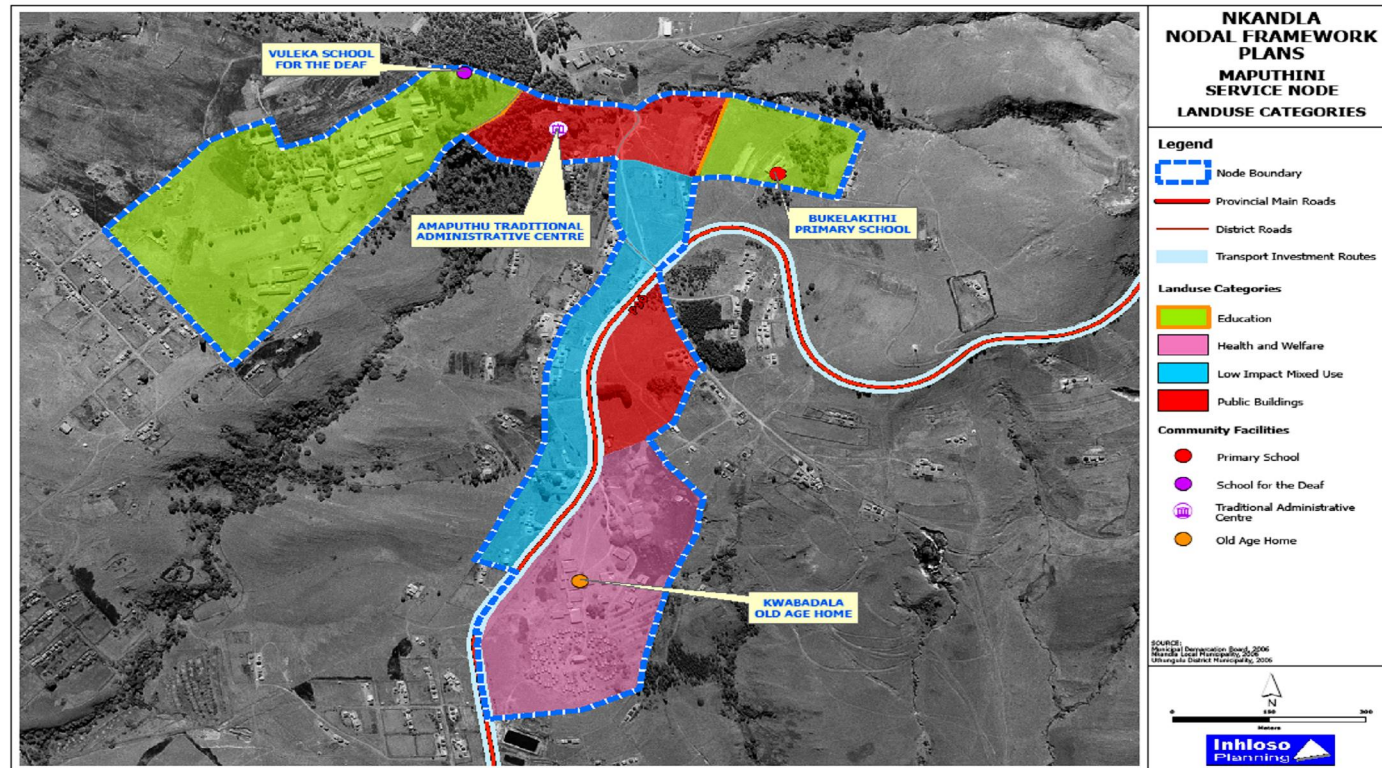 VULEKA SCHOOL
FOR THE DEAF
AMAPUTHU TRADITIONAL
ADMINISTRATIVE CENTRE
BUKELAKITHI
PRIMARY SCHOOL
KWABADALA
OLD AGE HOME
NKANDLA
NODAL FRAMEWORK
PLANS
MAPUTHINI
SERVICE NODE
LANDUSE CATEGORIES
Legend
Node Boundary
Provincial Main Roads
District Roads
Transport Investment Routes
Landuse Categories
Education
Health and Welfare
Low Impact Mixed Use
Public Buildings
Community Facilities
Primary School
School for the Deaf
Traditional Administrative
Centre
Old Age Home
SOURCE:
Municipal Demarcation Board, 2006
Nkandla Local Municipality, 2006
Uthungulu District Municipality, 2006
N
0 150 300
Meters
Inhloso
Planning